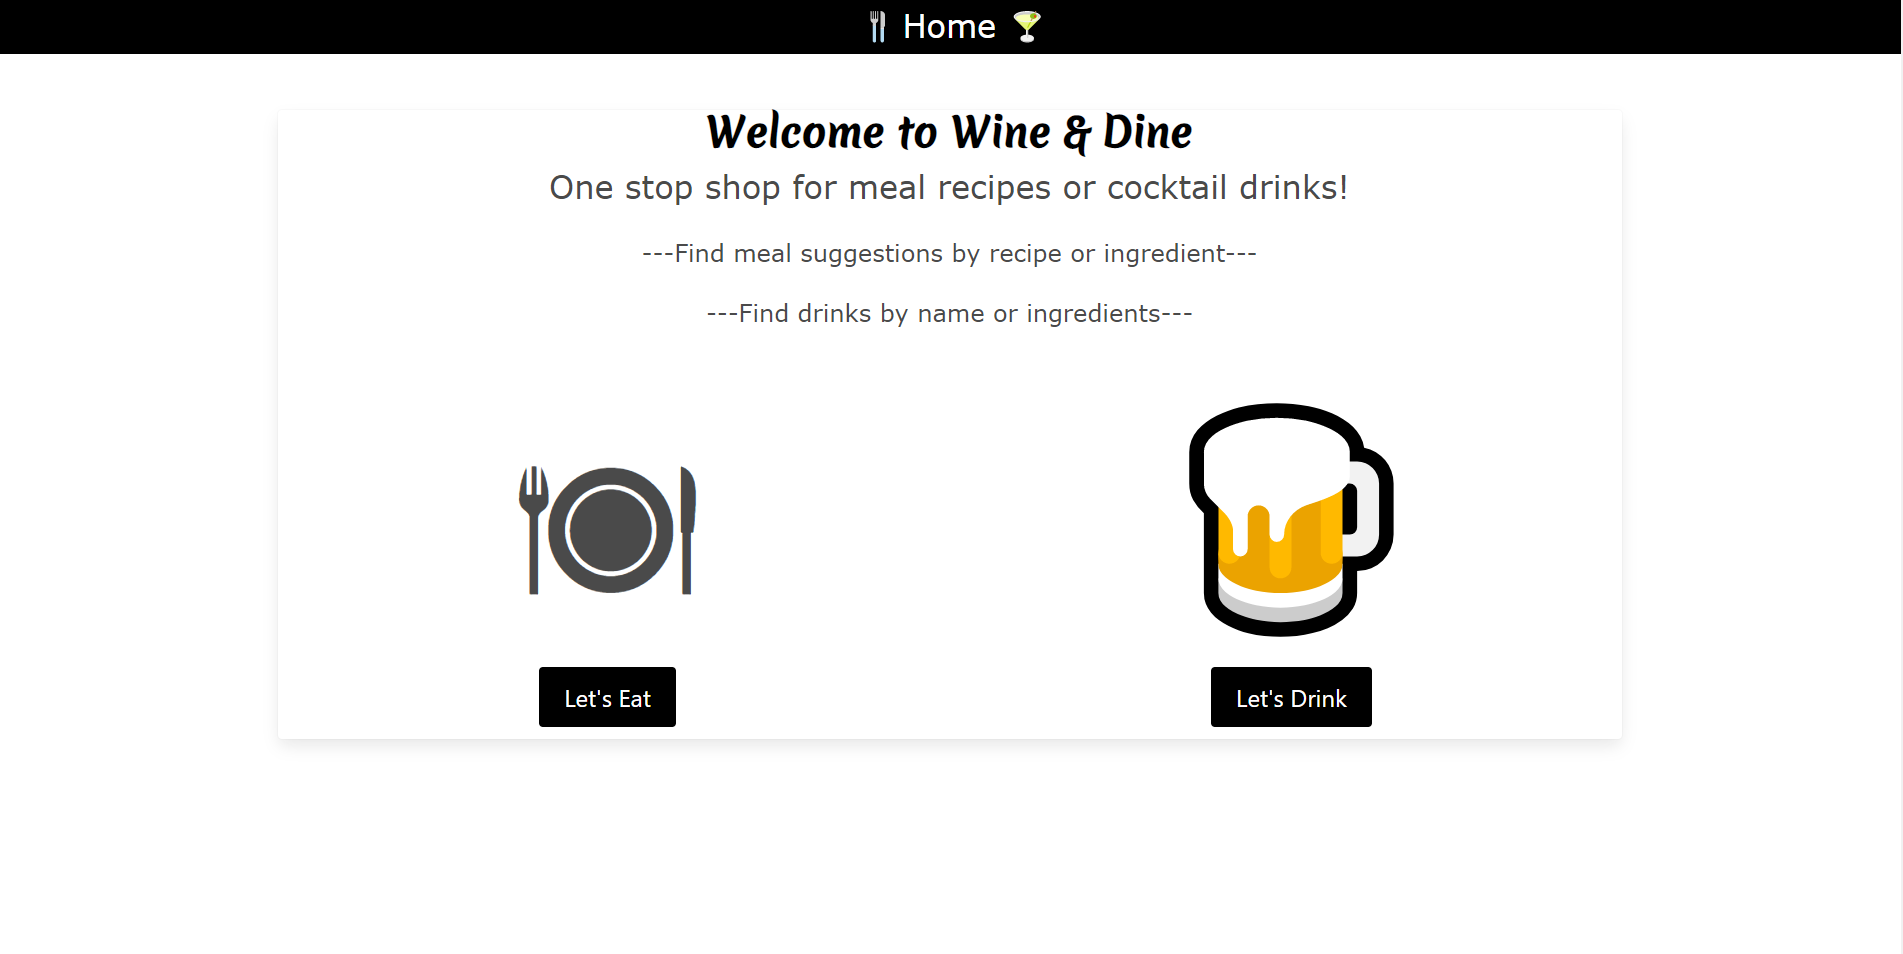 Home
Welcome to Wine & Dine
One stop shop for meal recipes or cocktail drinks!
---Find meal suggestions by recipe or ingredient---
---Find drinks by name or ingredients---
Let's Eat
Let's Drink